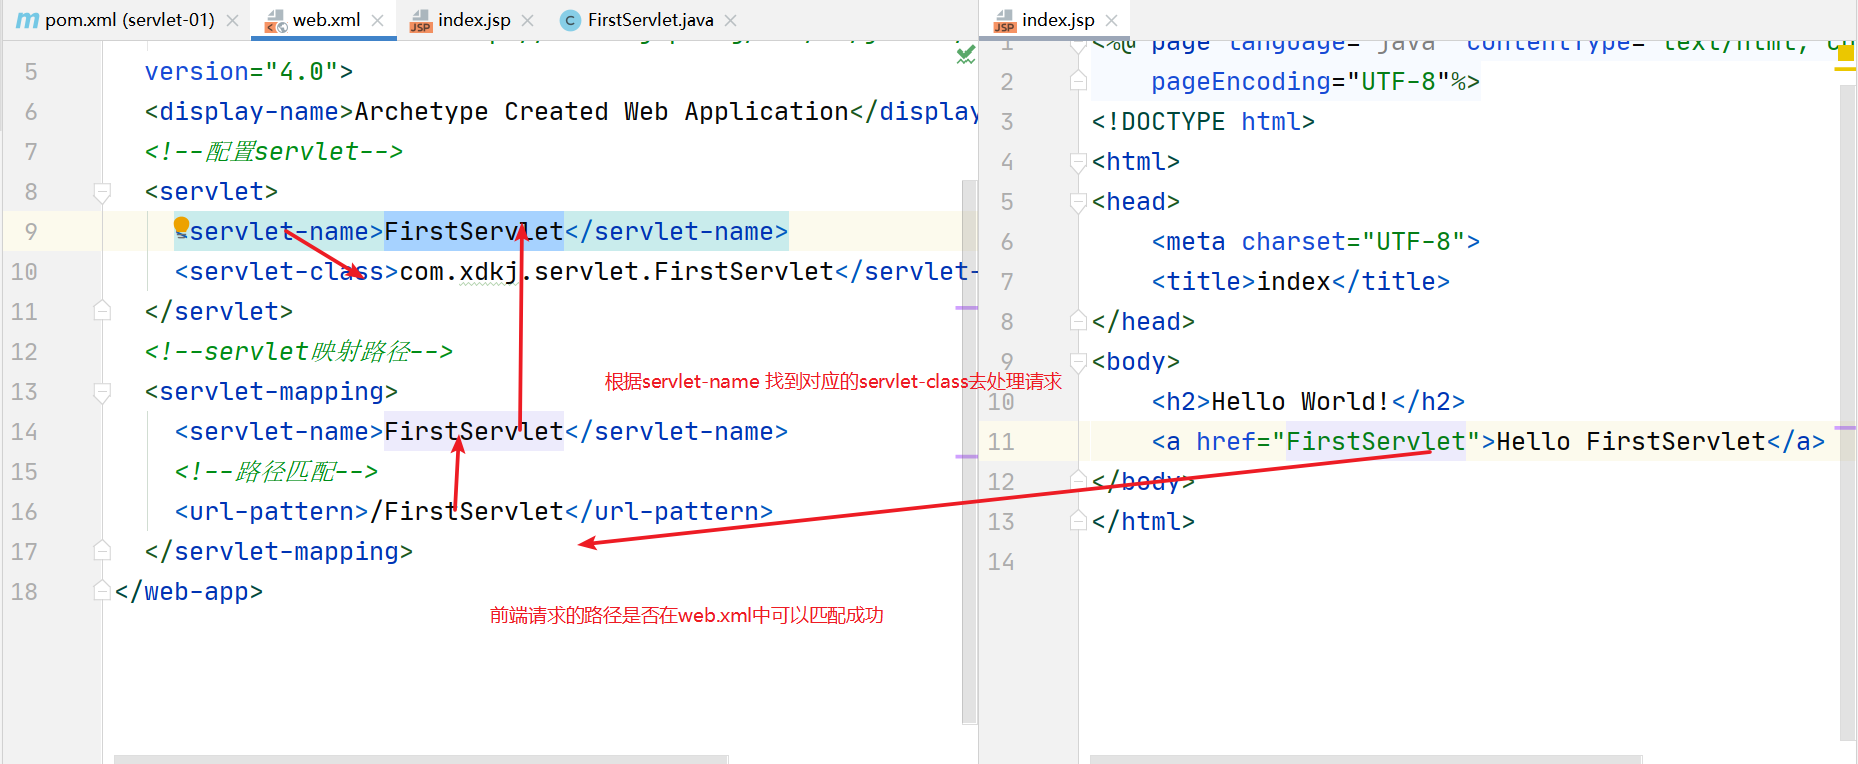 pom.xml (servlet-01)
web.xml
index.jsp
FirstServlet.java
5 version="4.0">
6 <display-name>Archetype Created Web Application</display
7 <!--配置servlet-->
8 <servlet>
9 <servlet-name>FirstServlet</servlet-name>
10 <servlet-class>com.xdkj.servlet.FirstServlet</servlet-
11 </servlet>
12 <!--servlet映射路径-->
13 <servlet-mapping>
14 <servlet-name>FirstServlet</servlet-name>
15 <!--路径匹配-->
16 <url-pattern>/FirstServlet</url-pattern>
17 </servlet-mapping>
18 </web-app>
根据servlet-name 找到对应的servlet-class去处理请求
前端请求的路径是否在web.xml中可以匹配成功
index.jsp
1 <%@ page language="java" contentType="text/html;
2 pageEncoding="UTF-8"%>
3 <!DOCTYPE html>
4 <html>
5 <head>
6 <meta charset="UTF-8">
7 <title>index</title>
8 </head>
9 <body>
10 <h2>Hello World!</h2>
11 <a href="FirstServlet">Hello FirstServlet</a>
12 </body>
13 </html>
14